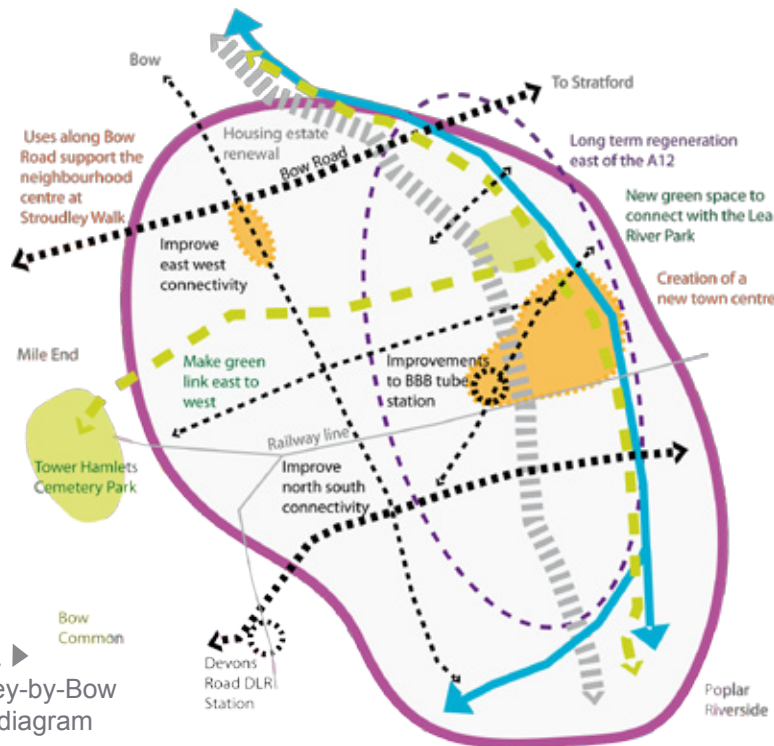 Bow
To Stratford
Uses along Bow
Road support the
neighbourhood
centre at
Stroudley Walk
Housing estate
renewal
Bow Road
Long term regeneration
east of the A12
New green space to
connect with the Lea
River Park
Improve
east west
connectivity
Creation of a
new town centre
Mile End
Make green
link east to
west
Improvements
to BBB tube
station
Railway line
Tower Hamlets
Cemetery Park
Improve
north south
connectivity
Bow
Common
Devons
Road DLR
Station
Poplar
Riverside
ey-by-Bow
diagram